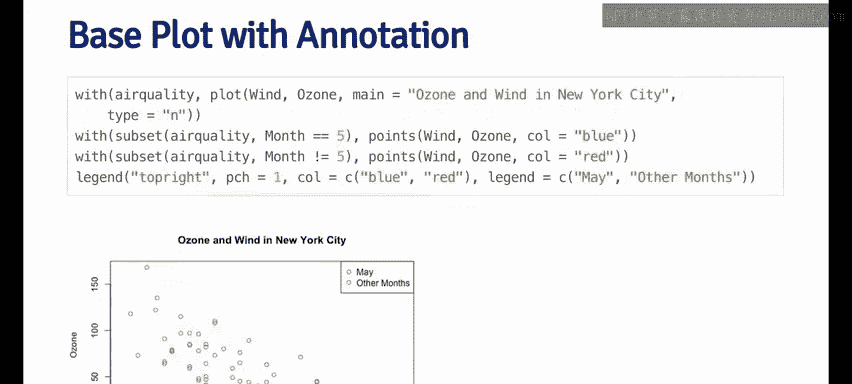 Base Plot with Annotation
with(airquality, plot(Wind, Ozone, main = "Ozone and Wind in New York City",
type = "n"))
with(subset(airquality, Month == 5), points(Wind, Ozone, col = "blue"))
with(subset(airquality, Month != 5), points(Wind, Ozone, col = "red"))
legend("topright", pch = 1, col = c("blue", "red"), legend = c("May", "Other Months"))
Ozone and Wind in New York City
May
Other Months
150
100
50
Ozone